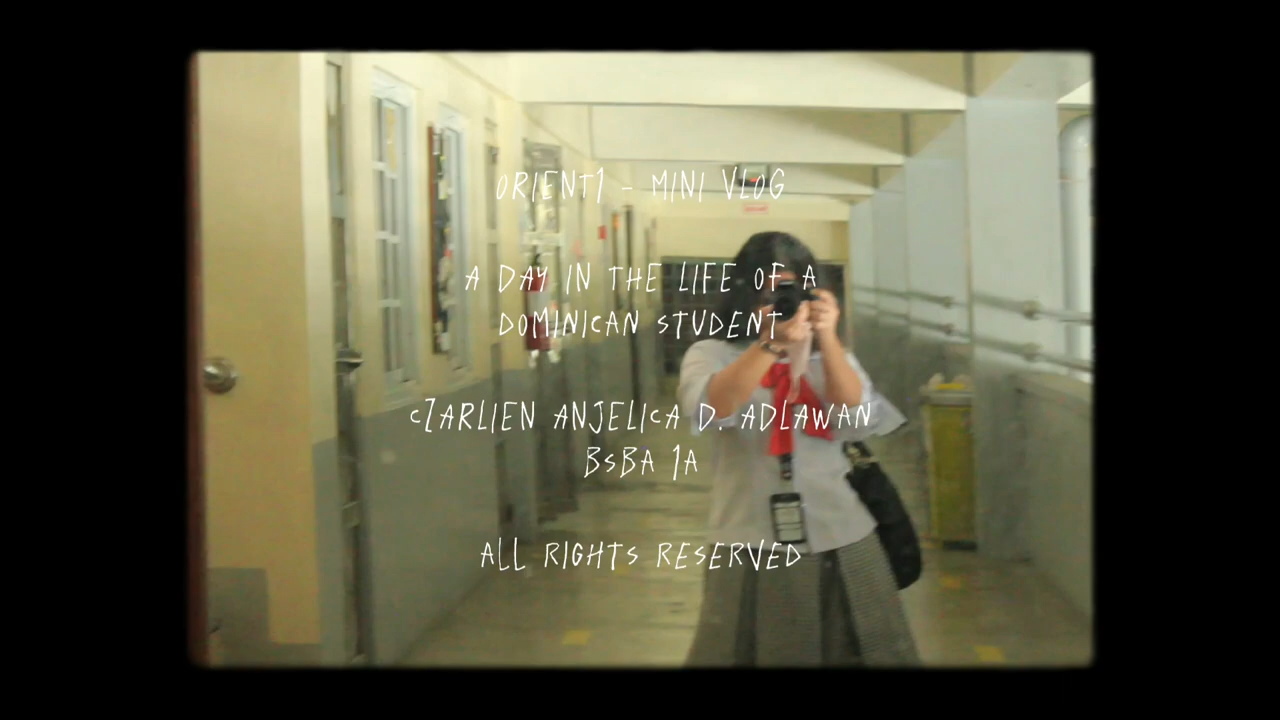 ORIENT1 - MINI VLOG
A DAY IN THE LIFE OF A
DOMINICAN STUDENT
CZARLIEN ANJELICA D. ADLAWAN
BSBA 1A
ALL RIGHTS RESERVED